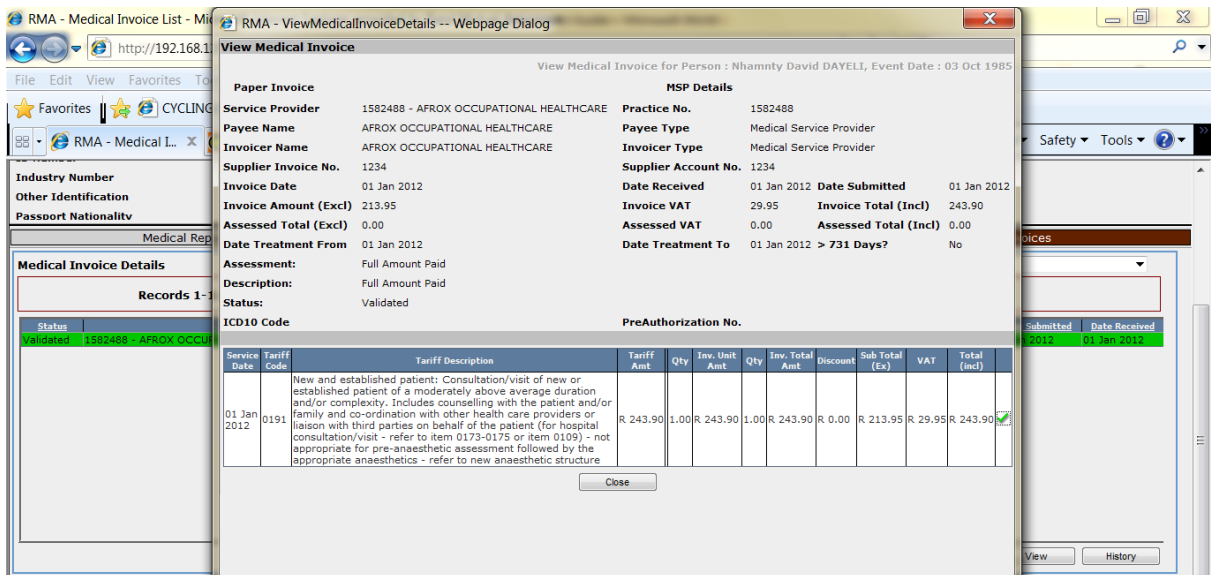 RMA - Medical Invoice List - Mic
RMA - ViewMedicalInvoiceDetails -- Webpage Dialog
http://192.168.1
View Medical Invoice
File Edit View Favorites To
View Medical Invoice for Person : Nhamnty David DAYELI, Event Date : 03 Oct 1985
Favorites CYCLING
RMA - Medical I... X
Safety Tools
Paper Invoice MSP Details
Service Provider 1582488 - AFROX OCCUPATIONAL HEALTHCARE Practice No. 1582488
Payee Name AFROX OCCUPATIONAL HEALTHCARE Payee Type Medical Service Provider
Invoicer Name AFROX OCCUPATIONAL HEALTHCARE Invoicer Type Medical Service Provider
Supplier Invoice No. 1234 Supplier Account No. 1234
Invoice Date 01 Jan 2012 Date Received 01 Jan 2012 Date Submitted 01 Jan 2012
Invoice Amount (Excl) 213.95 Invoice VAT 29.95 Invoice Total (Incl) 243.90
Assessed Total (Excl) 0.00 Assessed VAT 0.00 Assessed Total (Incl) 0.00
Date Treatment From 01 Jan 2012 Date Treatment To 01 Jan 2012 > 731 Days? No
Assessment: Full Amount Paid
Description: Full Amount Paid
Status: Validated
ICD10 Code PreAuthorization No.
Industry Number
Other Identification
Passport Nationality
Medical Rep
oices
Medical Invoice Details
Records 1-1
Status Submitted Date Received
Validated 1582488 - AFROX OCCUP n 2012 01 Jan 2012
Service Date Tariff Code Tariff Description Tariff Amt Qty Inv. Unit Amt Qty Inv. Total Amt Discount Sub Total (Ex) VAT Total (incl)
New and established patient: Consultation/visit of new or
established patient of a moderately above average duration
and/or complexity. Includes counselling with the patient and/or
01 Jan 2012 0191 family and co-ordination with other health care providers or R 243.90 1.00 R 243.90 1.00 R 243.90 R 0.00 R 213.95 R 29.95 R 243.90
liaison with third parties on behalf of the patient (for hospital
consultation/visit - refer to item 0173-0175 or item 0109) - not
appropriate for pre-anaesthetic assessment followed by the
appropriate anaesthetics - refer to new anaesthetic structure
Close
View History